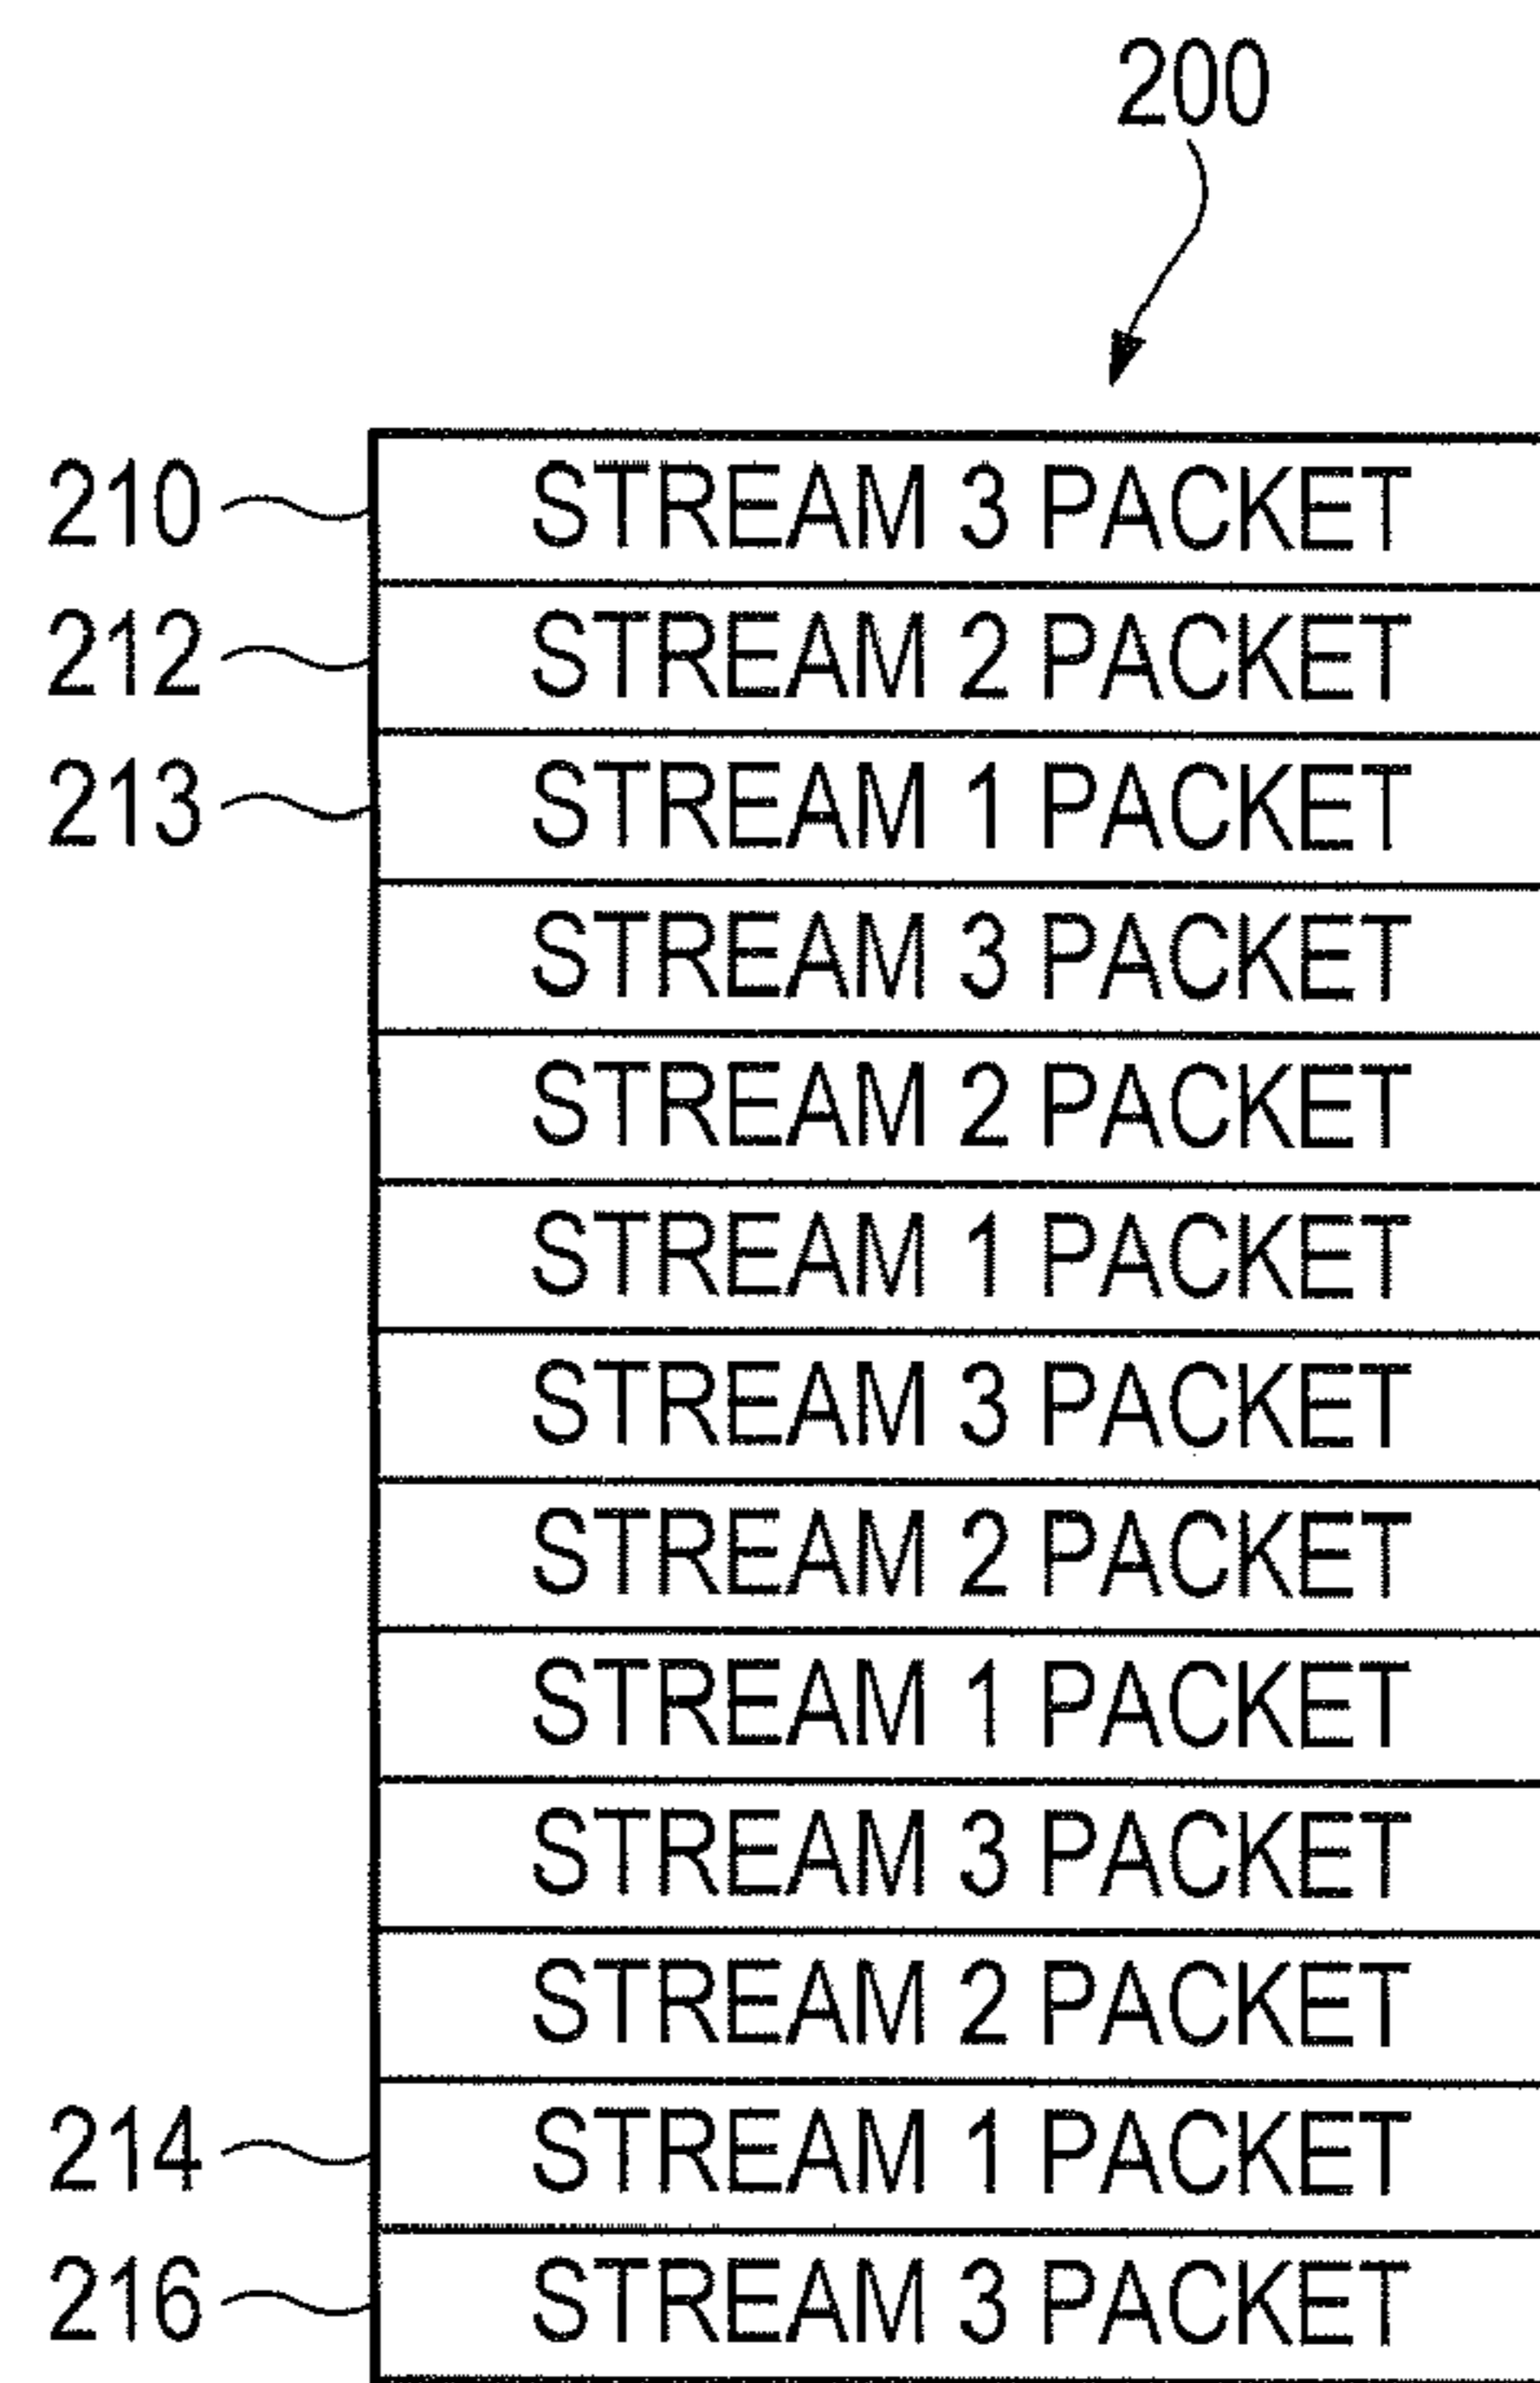 200
210 STREAM 3 PACKET
212 STREAM 2 PACKET
213 STREAM 1 PACKET
STREAM 3 PACKET
STREAM 2 PACKET
STREAM 1 PACKET
STREAM 3 PACKET
STREAM 2 PACKET
STREAM 1 PACKET
STREAM 3 PACKET
STREAM 2 PACKET
214 STREAM 1 PACKET
216 STREAM 3 PACKET